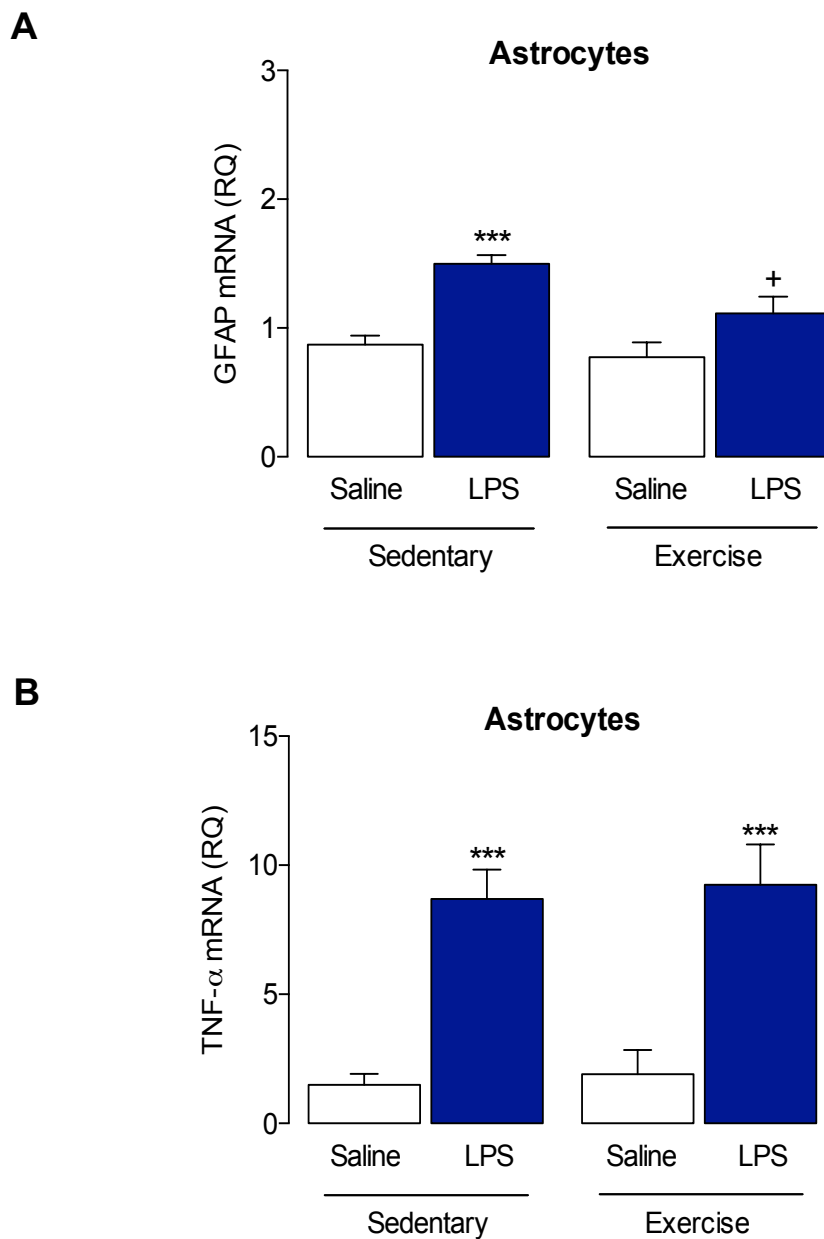 A
Astrocytes
GFAP mRNA (RQ)
3
2
1
0
***
+
Saline LPS Saline LPS
Sedentary Exercise
B
Astrocytes
TNF-α mRNA (RQ)
15
10
5
0
***
***
Saline LPS Saline LPS
Sedentary Exercise